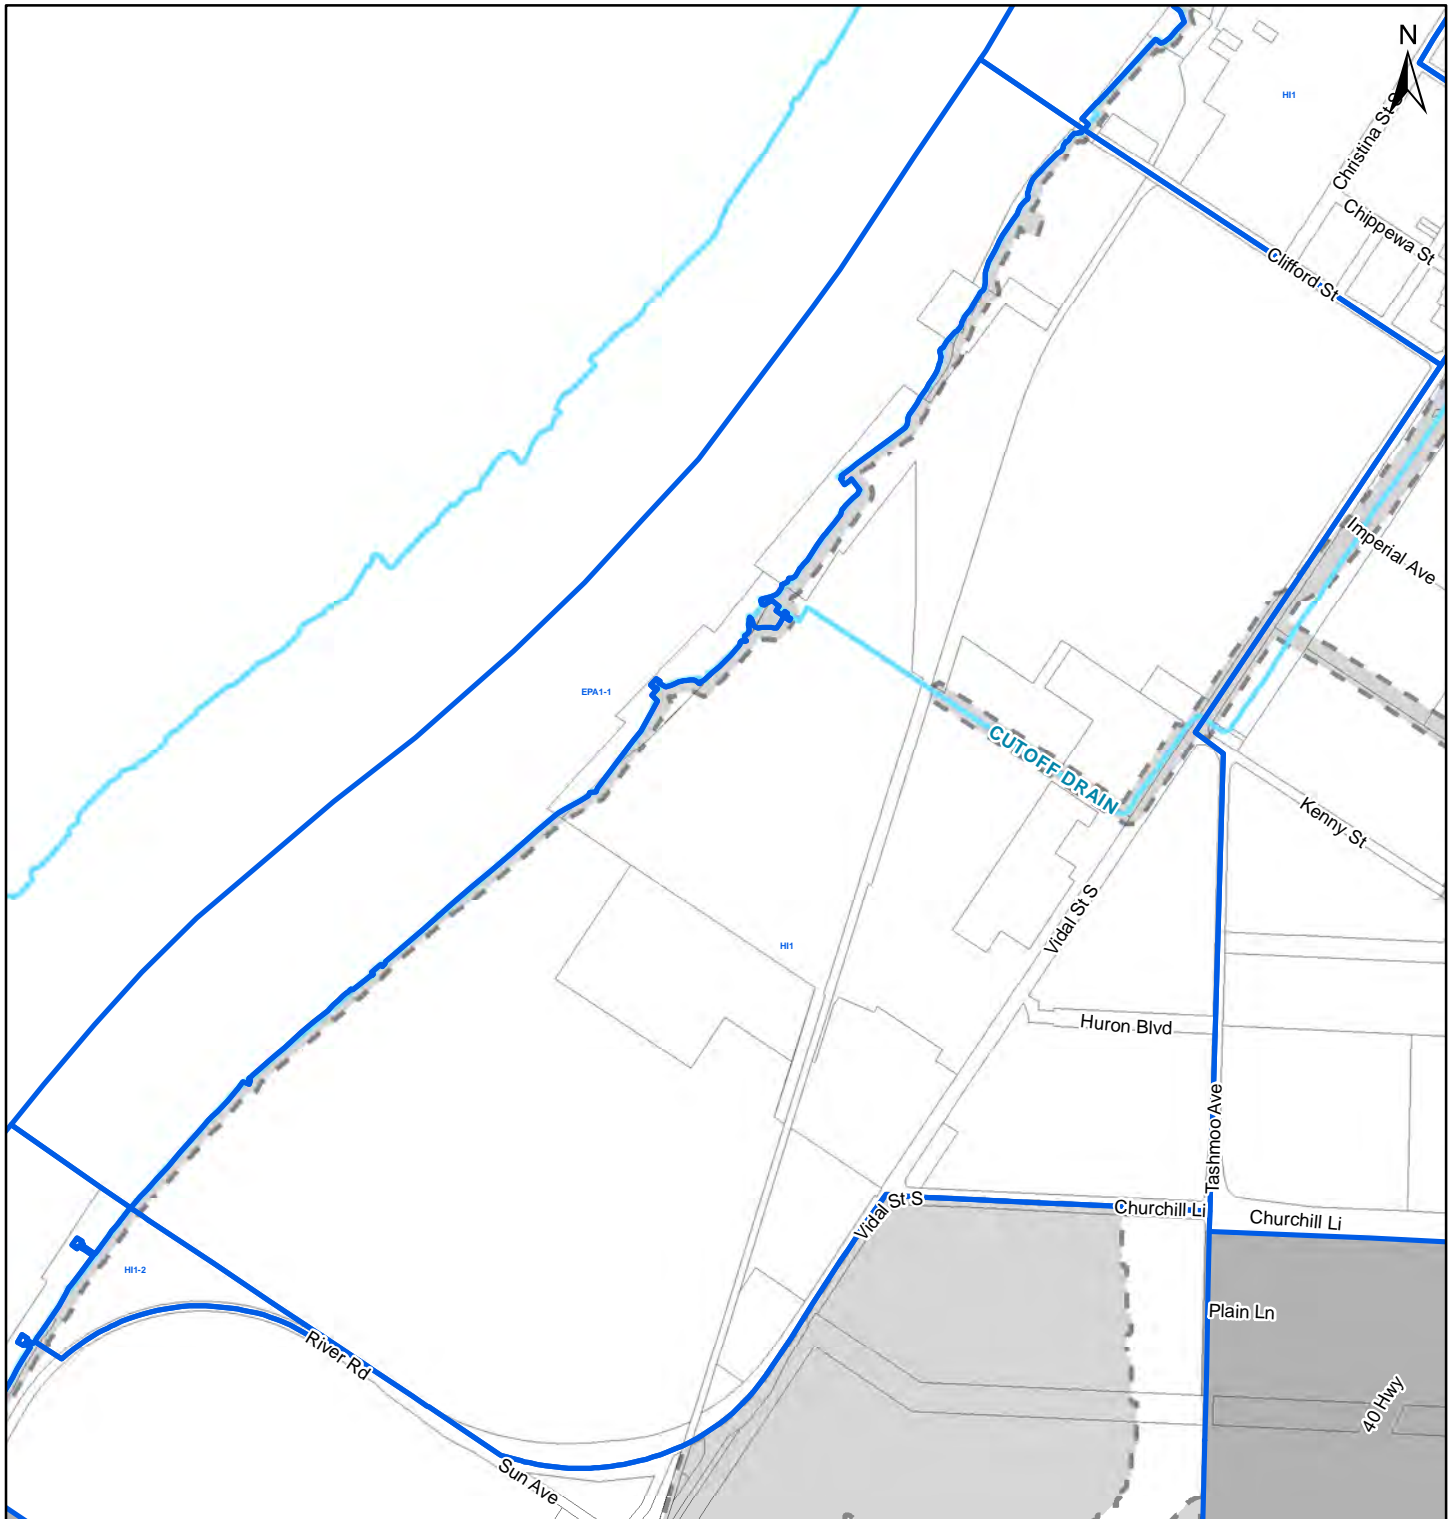 N
HI1
Christina St S
Chippewa St
Clifford St
Imperial Ave
EPA1-1
CUTOFF DRAIN
Kenny St
Vidal St S
HI1
Huron Blvd
Tashmoo Ave
Vidal St S
Churchill Li
Churchill Li
HI1-2
Plain Ln
River Rd
40 Hwy
Sun Ave